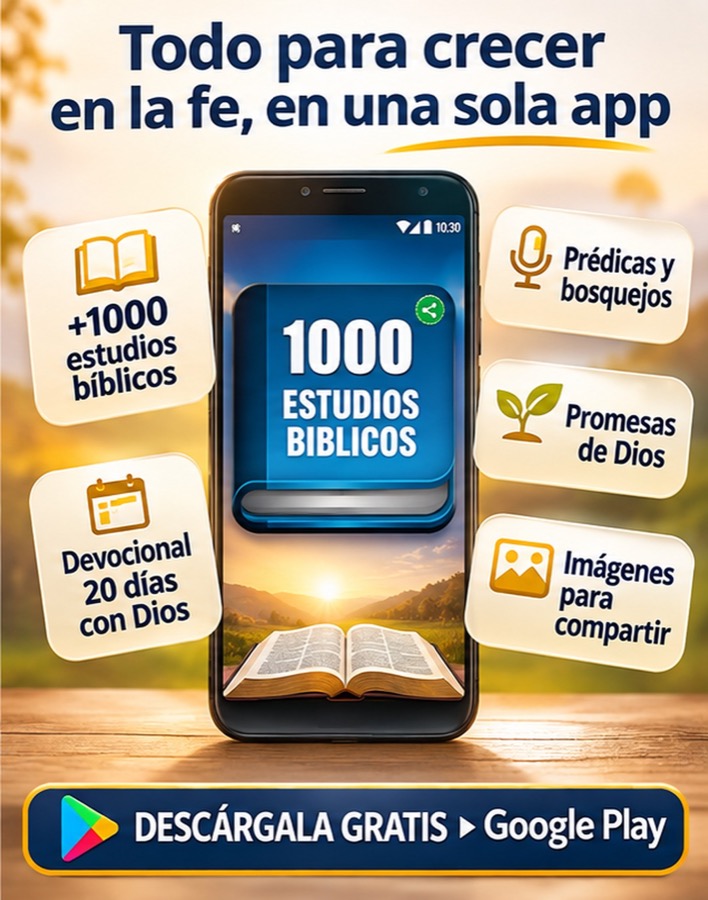 Todo para crecer
en la fe, en una sola app
+1000
estudios
bíblicos
Devocional
20 días
con Dios
10:30
1000
ESTUDIOS
BIBLICOS
Prédicas y
bosquejos
Promesas
de Dios
Imágenes
para
compartir
DESCÁRGALA GRATIS ▸ Google Play